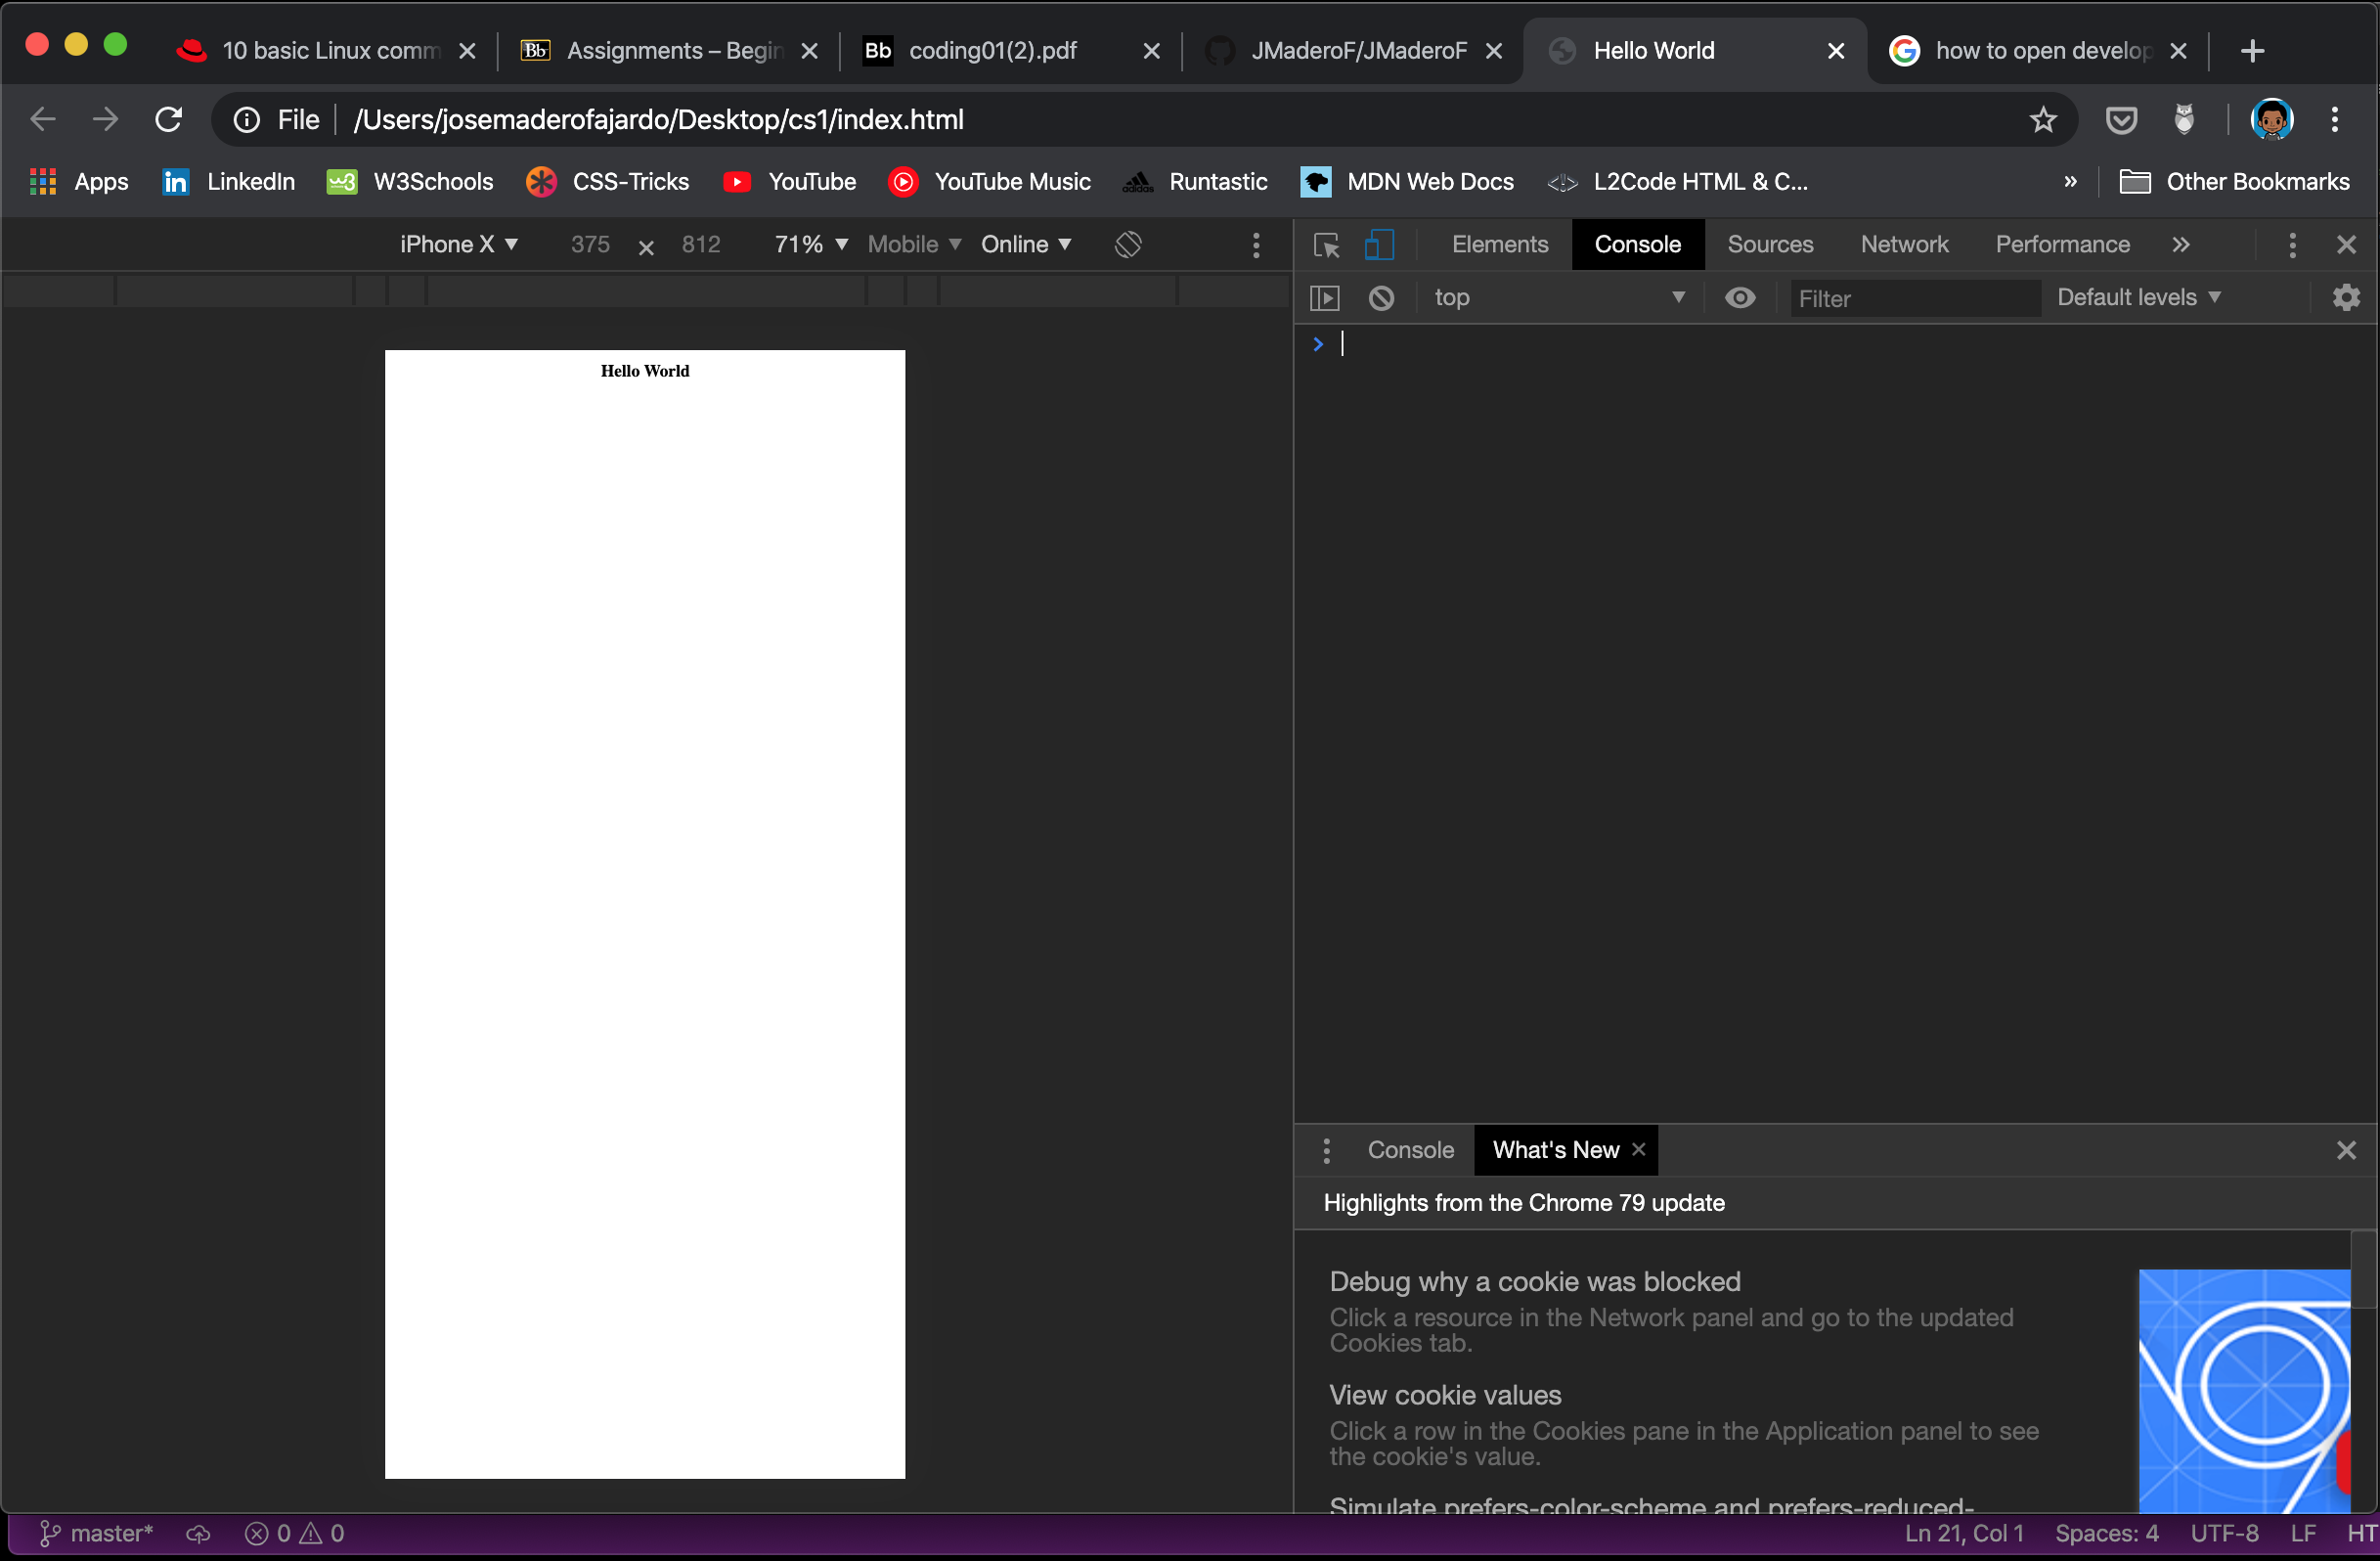 10 basic Linux comm
Bb Assignments – Begin
Bb coding01(2).pdf
JMaderoF/JMaderoF
Hello World
how to open develop
File /Users/josemaderofajardo/Desktop/cs1/index.html
Apps LinkedIn W3Schools CSS-Tricks YouTube YouTube Music Runtastic MDN Web Docs L2Code HTML & C... » Other Bookmarks
iPhone X 375 × 812 71% Mobile Online
Elements Console Sources Network Performance »
top Filter Default levels
Hello World
Console What's New
Highlights from the Chrome 79 update
Debug why a cookie was blocked
Click a resource in the Network panel and go to the updated
Cookies tab.
View cookie values
Click a row in the Cookies pane in the Application panel to see
the cookie's value.
Simulate prefers-color-scheme and prefers-reduced-
master* 0 0 Ln 21, Col 1 Spaces: 4 UTF-8 LF HT